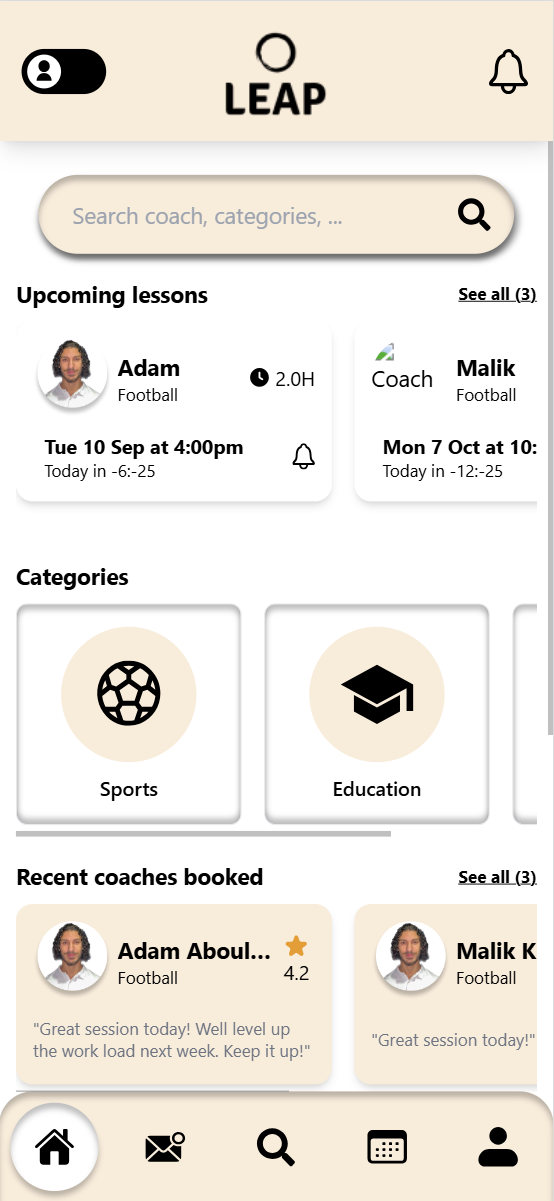 LEAP
Search coach, categories, ...
Upcoming lessons
See all (3)
Adam
Football
2.0H
Tue 10 Sep at 4:00pm
Today in -6:-25
Coach
Malik
Football
Mon 7 Oct at 10:
Today in -12:-25
Categories
Sports
Education
Recent coaches booked
See all (3)
Adam Aboul...
Football
4.2
"Great session today! Well level up
the work load next week. Keep it up!"
Malik K
Football
"Great session today!"